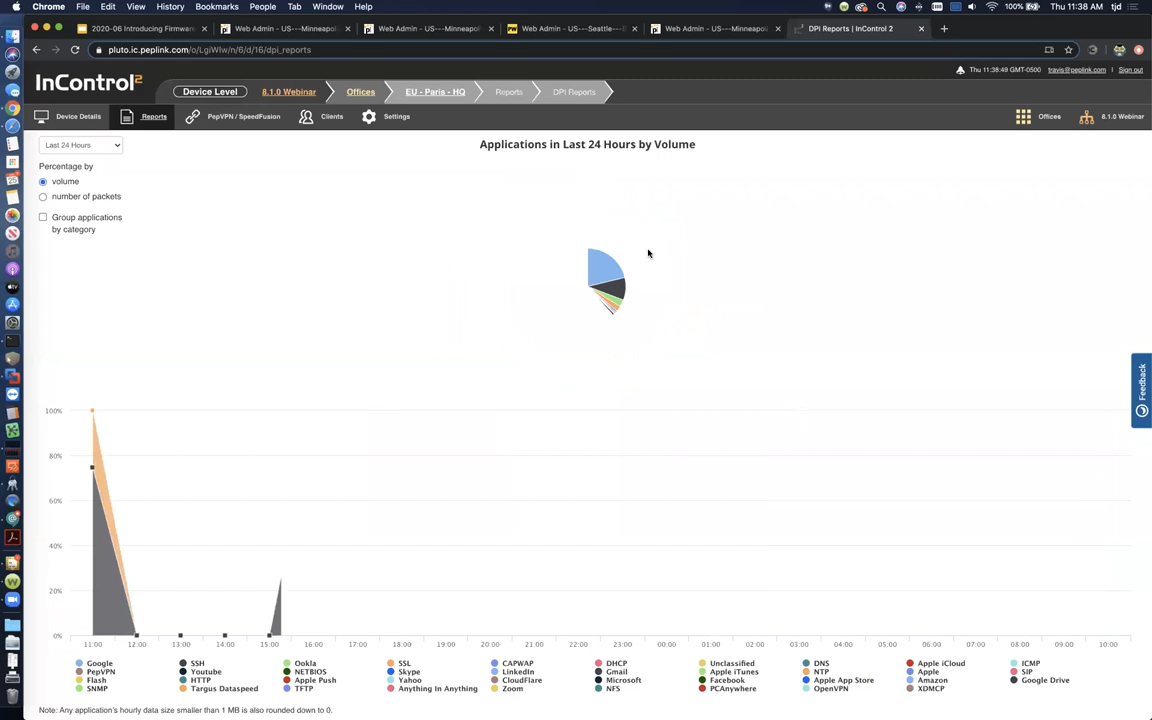 Chrome File Edit View History Bookmarks People Tab Window Help 100% Thu 11:38 AM tjd
2020-06 Introducing Firmwar × Web Admin - US---Minneapol × Web Admin - US---Minneapol × Web Admin - US---Seattle---E × Web Admin - US---Minneapol × DPI Reports | InControl 2 × +
pluto.ic.peplink.com/o/LgiWIw/n/6/d/16/dpi_reports
Thu 11:38:49 GMT-0500 travis@peplink.com | Sign out
InControl2 Device Level 8.1.0 Webinar Offices EU - Paris - HQ Reports DPI Reports
Device Details Reports PepVPN / SpeedFusion Clients Settings Offices 8.1.0 Webinar
Last 24 Hours
Applications in Last 24 Hours by Volume
Percentage by
volume
number of packets
Group applications
by category
Feedback
100%
80%
60%
40%
20%
0%
11:00 12:00 13:00 14:00 15:00 16:00 17:00 18:00 19:00 20:00 21:00 22:00 23:00 00:00 01:00 02:00 03:00 04:00 05:00 06:00 07:00 08:00 09:00 10:00
Google SSH Ookla SSL CAPWAP DHCP Unclassified DNS Apple iCloud ICMP
PepVPN Youtube NETBIOS Skype LinkedIn Gmail Apple iTunes NTP Apple SIP
Flash HTTP Apple Push Yahoo CloudFlare Microsoft Facebook Apple App Store Amazon Google Drive
SNMP Targus Dataspeed TFTP Anything In Anything Zoom NFS PCAnywhere OpenVPN XDMCP
Note: Any application's hourly data size smaller than 1 MB is also rounded down to 0.